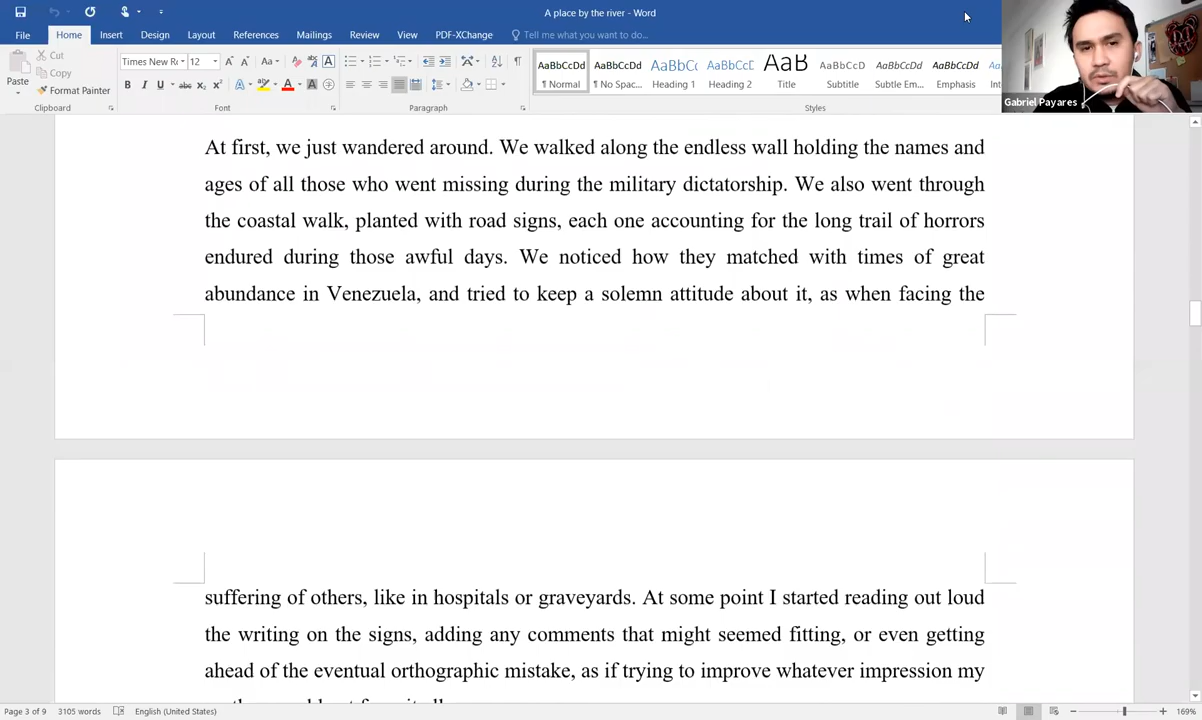 A place by the river - Word
File Home Insert Design Layout References Mailings Review View PDF-XChange Tell me what you want to do...
Paste
Cut
Copy
Format Painter
Clipboard
Times New Ro 12
Font
Paragraph
AaBbCcDd AaBbCcDd AaBbCc AaBbCcD AaB AaBbCcD AaBbCcDd AaBbCcDd
¶ Normal ¶ No Spac... Heading 1 Heading 2 Title Subtitle Subtle Em... Emphasis
Styles
Gabriel Payares
At first, we just wandered around. We walked along the endless wall holding the names and
ages of all those who went missing during the military dictatorship. We also went through
the coastal walk, planted with road signs, each one accounting for the long trail of horrors
endured during those awful days. We noticed how they matched with times of great
abundance in Venezuela, and tried to keep a solemn attitude about it, as when facing the
suffering of others, like in hospitals or graveyards. At some point I started reading out loud
the writing on the signs, adding any comments that might seemed fitting, or even getting
ahead of the eventual orthographic mistake, as if trying to improve whatever impression my
Page 3 of 9 3105 words English (United States) 169%